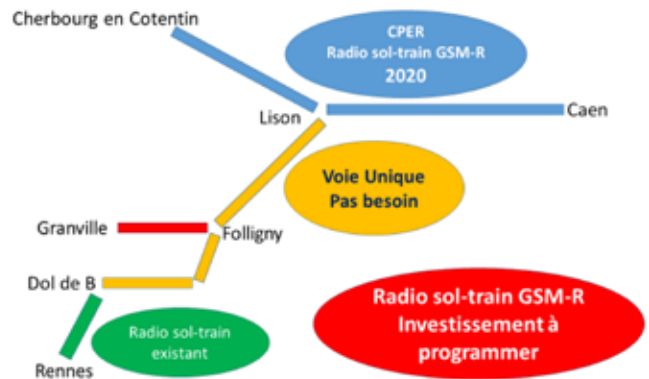 Cherbourg en Cotentin
CPER
Radio sol-train GSM-R
2020
Lison
Caen
Voie Unique
Pas besoin
Granville
Folligny
Dol de B
Radio sol-train GSM-R
Investissement à
programmer
Radio sol-train
existant
Rennes